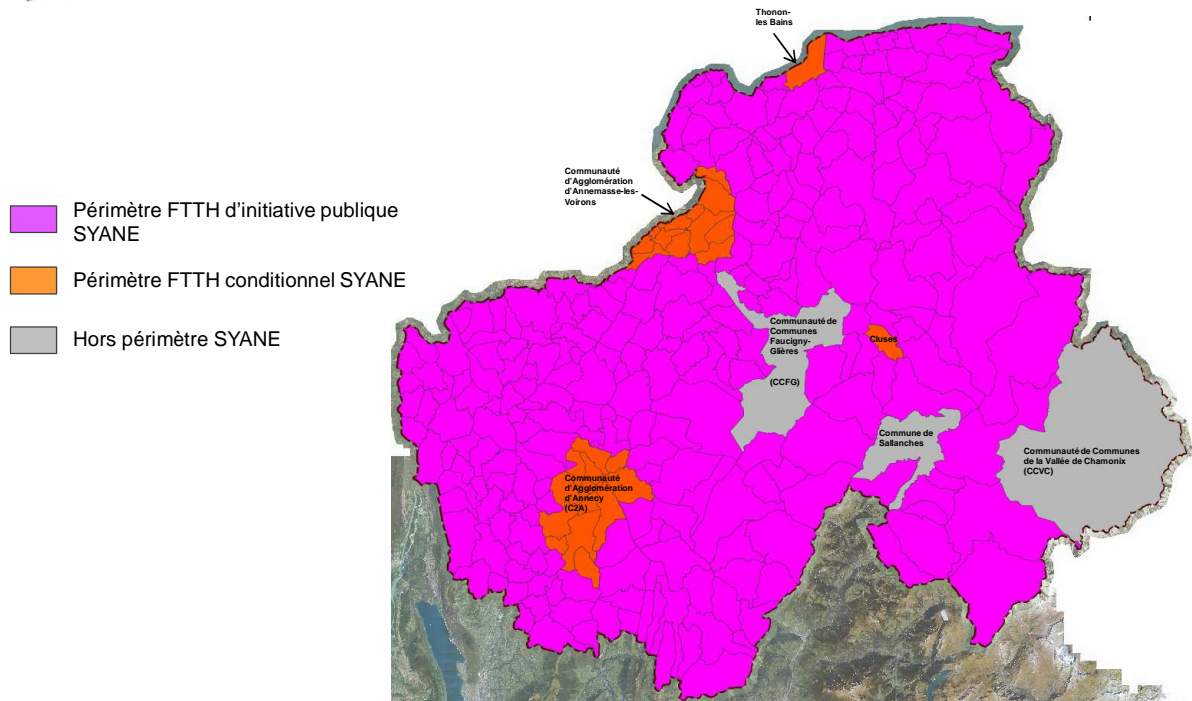 Thonon-
les Bains
Communauté
d'Agglomération
d'Annemasse-les-
Voirons
Périmètre FTTH d'initiative publique
SYANE
Périmètre FTTH conditionnel SYANE
Hors périmètre SYANE
Communauté de
Communes
Faucigny-
Glières
(CCFG)
Cluses
Commune de
Sallanches
Communauté de Communes
de la Vallée de Chamonix
(CCVC)
Communauté
d'Agglomération
d'Annecy
(C2A)